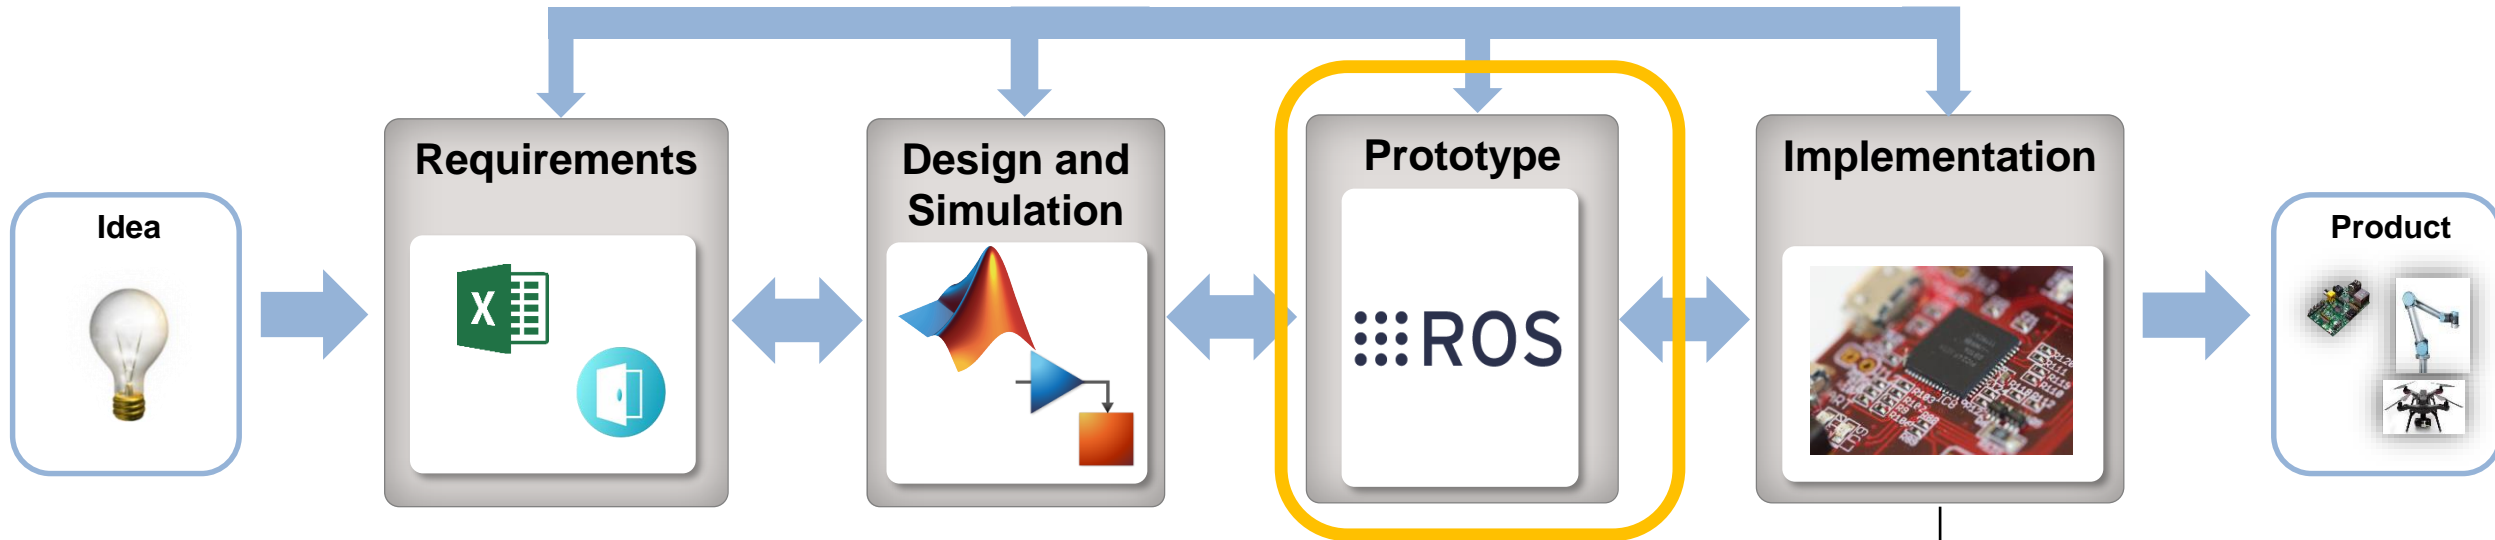 Requirements
Design and
Simulation
Prototype
Implementation
Idea
Product
X
ROS